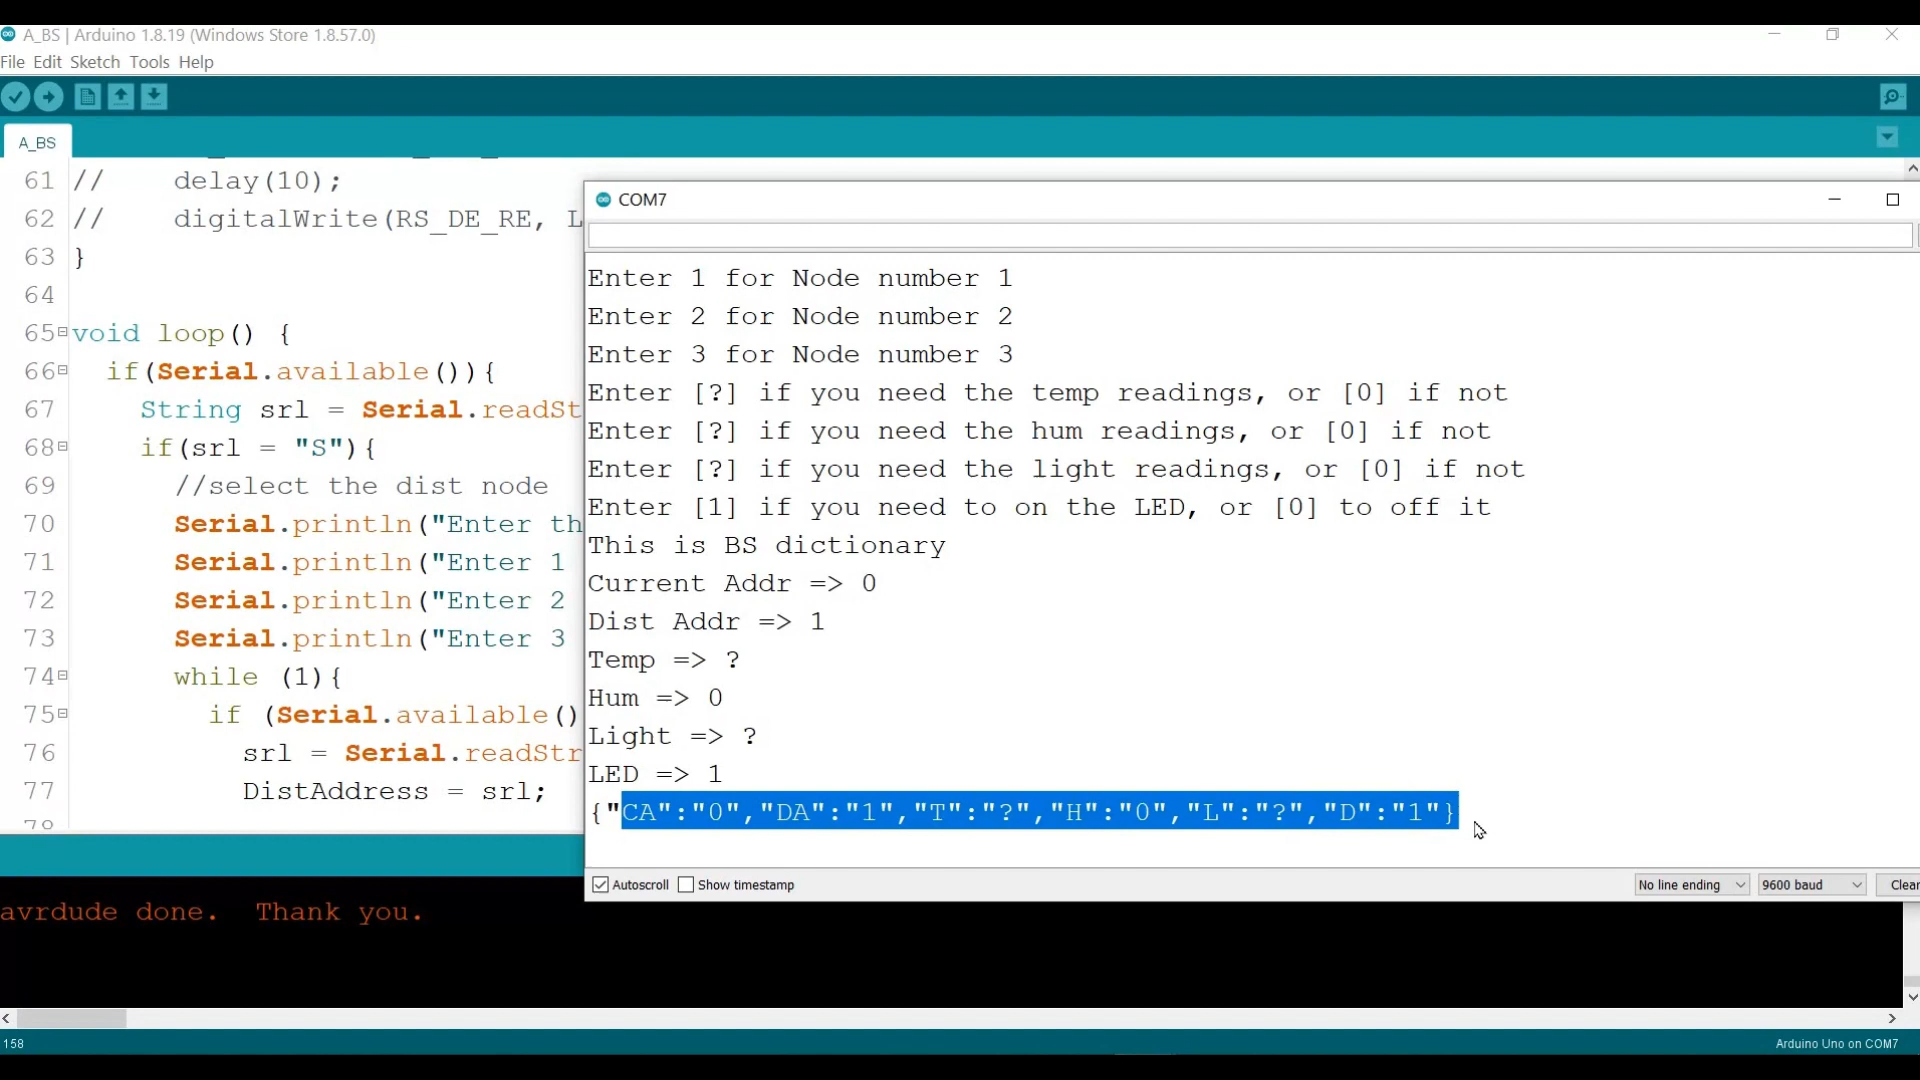 A_BS | Arduino 1.8.19 (Windows Store 1.8.57.0)
File Edit Sketch Tools Help
A_BS
61 // delay(10);
62 // digitalWrite(RS_DE_RE, L
63 }
64
65 void loop() {
66 if(Serial.available()){
67 String srl = Serial.readSt
68 if(srl = "S"){
69 //select the dist node
70 Serial.println("Enter th
71 Serial.println("Enter 1
72 Serial.println("Enter 2
73 Serial.println("Enter 3
74 while (1){
75 if (Serial.available()
76 srl = Serial.readStr
77 DistAddress = srl;
78
COM7
Enter 1 for Node number 1
Enter 2 for Node number 2
Enter 3 for Node number 3
Enter [?] if you need the temp readings, or [0] if not
Enter [?] if you need the hum readings, or [0] if not
Enter [?] if you need the light readings, or [0] if not
Enter [1] if you need to on the LED, or [0] to off it
This is BS dictionary
Current Addr => 0
Dist Addr => 1
Temp => ?
Hum => 0
Light => ?
LED => 1
{"CA":"0","DA":"1","T":"?","H":"0","L":"?","D":"1"}
Autoscroll Show timestamp No line ending 9600 baud Clear
avrdude done. Thank you.
158 Arduino Uno on COM7